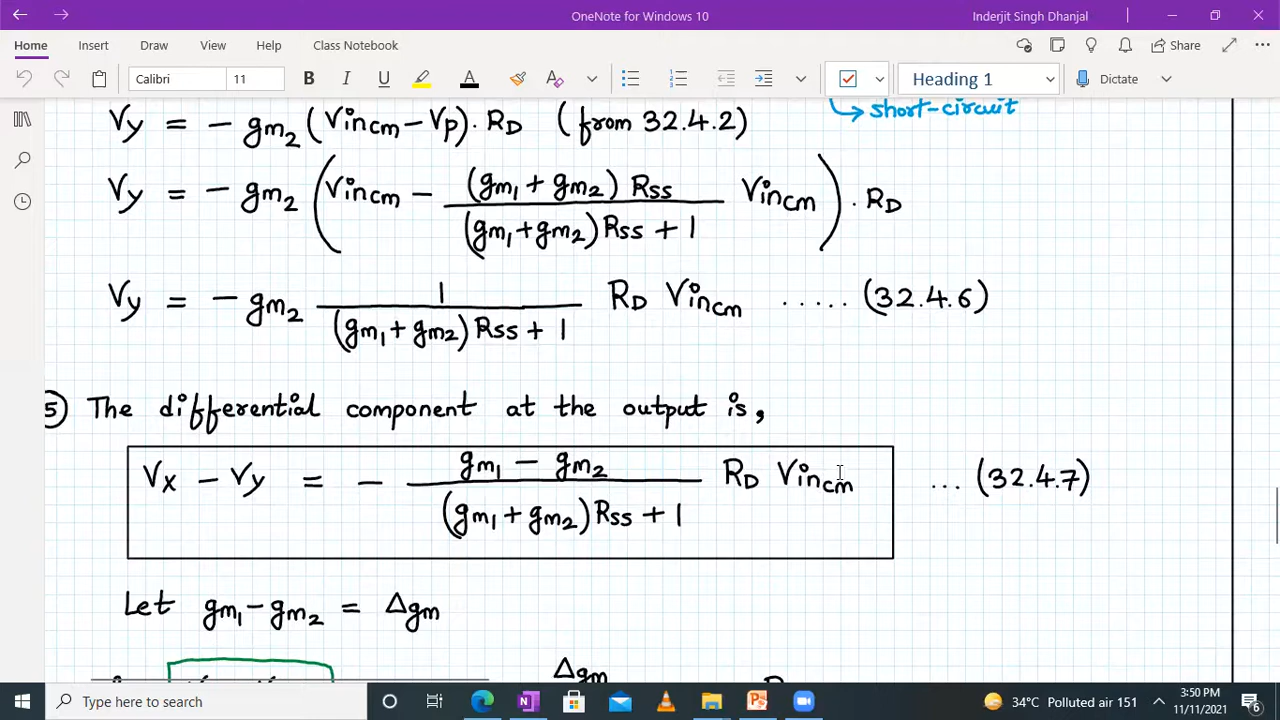 OneNote for Windows 10
Inderjit Singh Dhanjal
Home Insert Draw View Help Class Notebook
Share
Calibri 11 B I U A
Heading 1
Dictate
Vy = - gm2 (Vincm - Vp) . RD (from 32.4.2)
short-circuit
Vy = - gm2 (Vincm - (gm1 + gm2) Rss / (gm1+gm2)Rss + 1 Vincm) . RD
Vy = - gm2 1 / (gm1+ gm2)Rss + 1 RD Vincm ..... (32.4.6)
5) The differential component at the output is,
Vx - Vy = - gm1 - gm2 / (gm1 + gm2)Rss + 1 RD Vincm ... (32.4.7)
Let gm1 - gm2 = Δgm
Δgm
Type here to search
34°C Polluted air 151
3:50 PM
11/11/2021
6